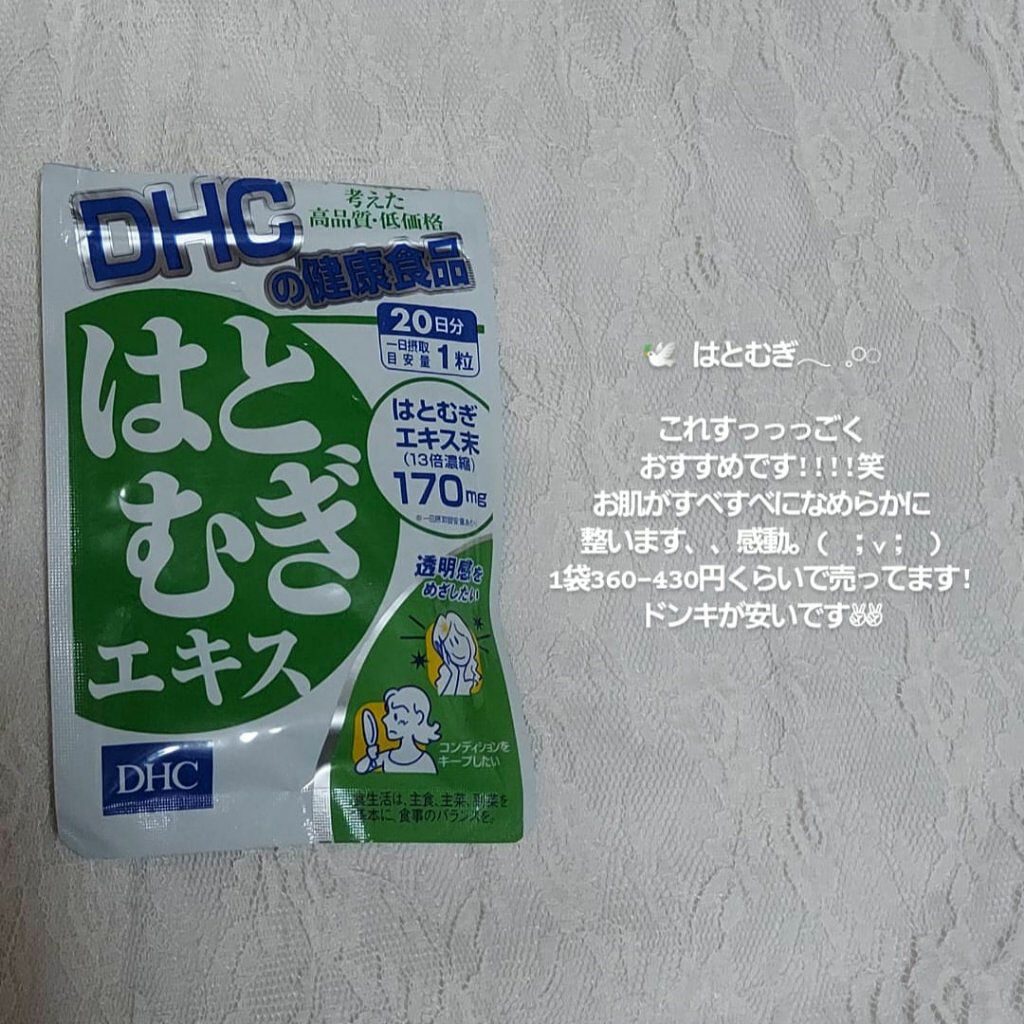 DHC
考えた
高品質・低価格
の健康食品
20日分
一日摂取
目安量 1粒
はと
むぎ
エキス
はとむぎ
エキス末
(13倍濃縮)
170mg
透明感を
めざしたい
コンディションを
キープしたい
DHC
食生活は、主食、主菜、副菜を
基本に、食事のバランスを。
🕊 はとむぎ
これすっっっごく
おすすめです!!!!笑
お肌がすべすべになめらかに
整います、、感動。( ;v; )
1袋360-430円くらいで売ってます!
ドンキが安いです✌✌